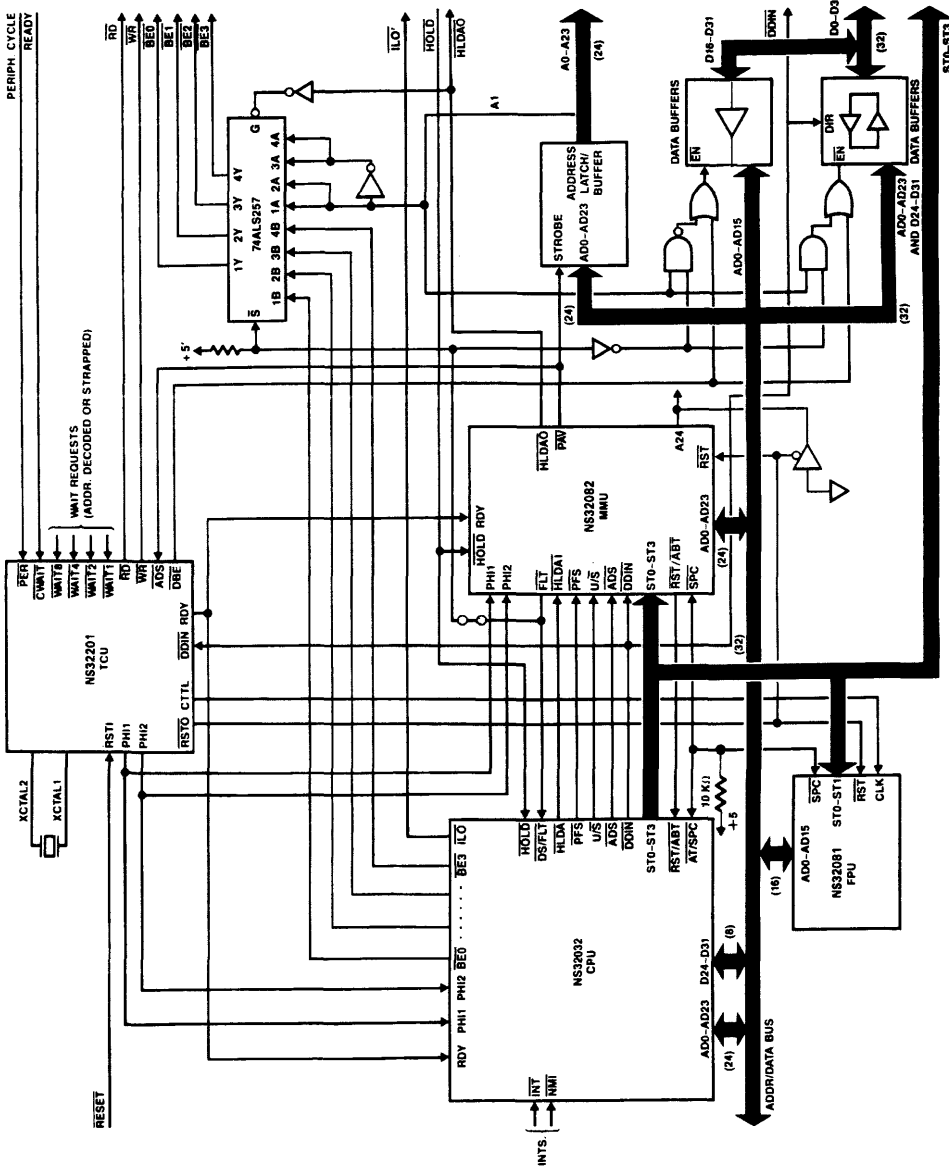 PERIPH CYCLE
READY
RD
WR
BE0
BE1
BE2
BE3
ILO'
HOLD
HLDAO
WAIT REQUESTS
(ADDR. DECODED OR STRAPPED)
PER
CWAIT
WAIT8
WAIT4
WAIT2
WAIT1
RD
WR
ADS
DBE
NS32201
TCU
RSTI
PHI1
PHI2
RSTO
CTTL
DDIN
RDY
XCTAL2
XCTAL1
RESET
+5'
74ALS257
S
1B
2B
3B
4B
1A
2A
3A
4A
1Y
2Y
3Y
4Y
G
A1
STROBE
ADDRESS
LATCH/
BUFFER
AD0-AD23
(24)
A0-A23
(24)
DATA BUFFERS
EN
D16-D31
AD0-AD15
DDIN
D0-D3
(32)
DIR
EN
DATA BUFFERS
AD0-AD23
AND D24-D31
(32)
ST0-ST3
NS32082
MMU
HOLD
RDY
HLDAO
PAV
A24
RST
PHI1
PHI2
FLT
HLDAI
PFS
U/S
ADS
DDIN
ST0-ST3
RST/ABT
SPC
AD0-AD23
(24)
(32)
NS32032
CPU
RDY
PHI1
PHI2
BE0
BE3
ILO
HOLD
DS/FLT
HLDA
PFS
U/S
ADS
DDIN
ST0-ST3
RST/ABT
AT/SPC
INT
NMI
INTS.
AD0-AD23
(24)
D24-D31
(8)
ADDR/DATA BUS
10 KΩ
+5
NS32081
FPU
AD0-AD15
(16)
SPC
ST0-ST1
RST
CLK